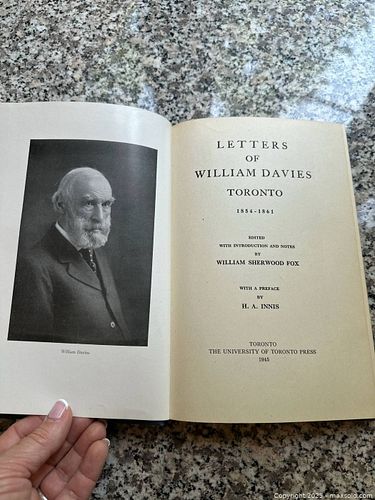 William Davies
LETTERS
OF
WILLIAM DAVIES
TORONTO
1854-1861
EDITED
WITH INTRODUCTION AND NOTES
BY
WILLIAM SHERWOOD FOX
WITH A PREFACE
BY
H. A. INNIS
TORONTO
THE UNIVERSITY OF TORONTO PRESS
1945
Copyright 2023 - maxsold.com